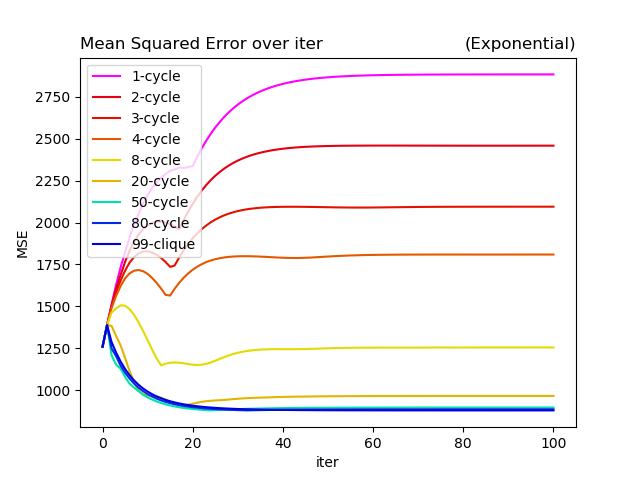 Mean Squared Error over iter (Exponential)
1-cycle
2-cycle
3-cycle
4-cycle
8-cycle
20-cycle
50-cycle
80-cycle
99-clique
MSE
2750
2500
2250
2000
1750
1500
1250
1000
0 20 40 60 80 100
iter